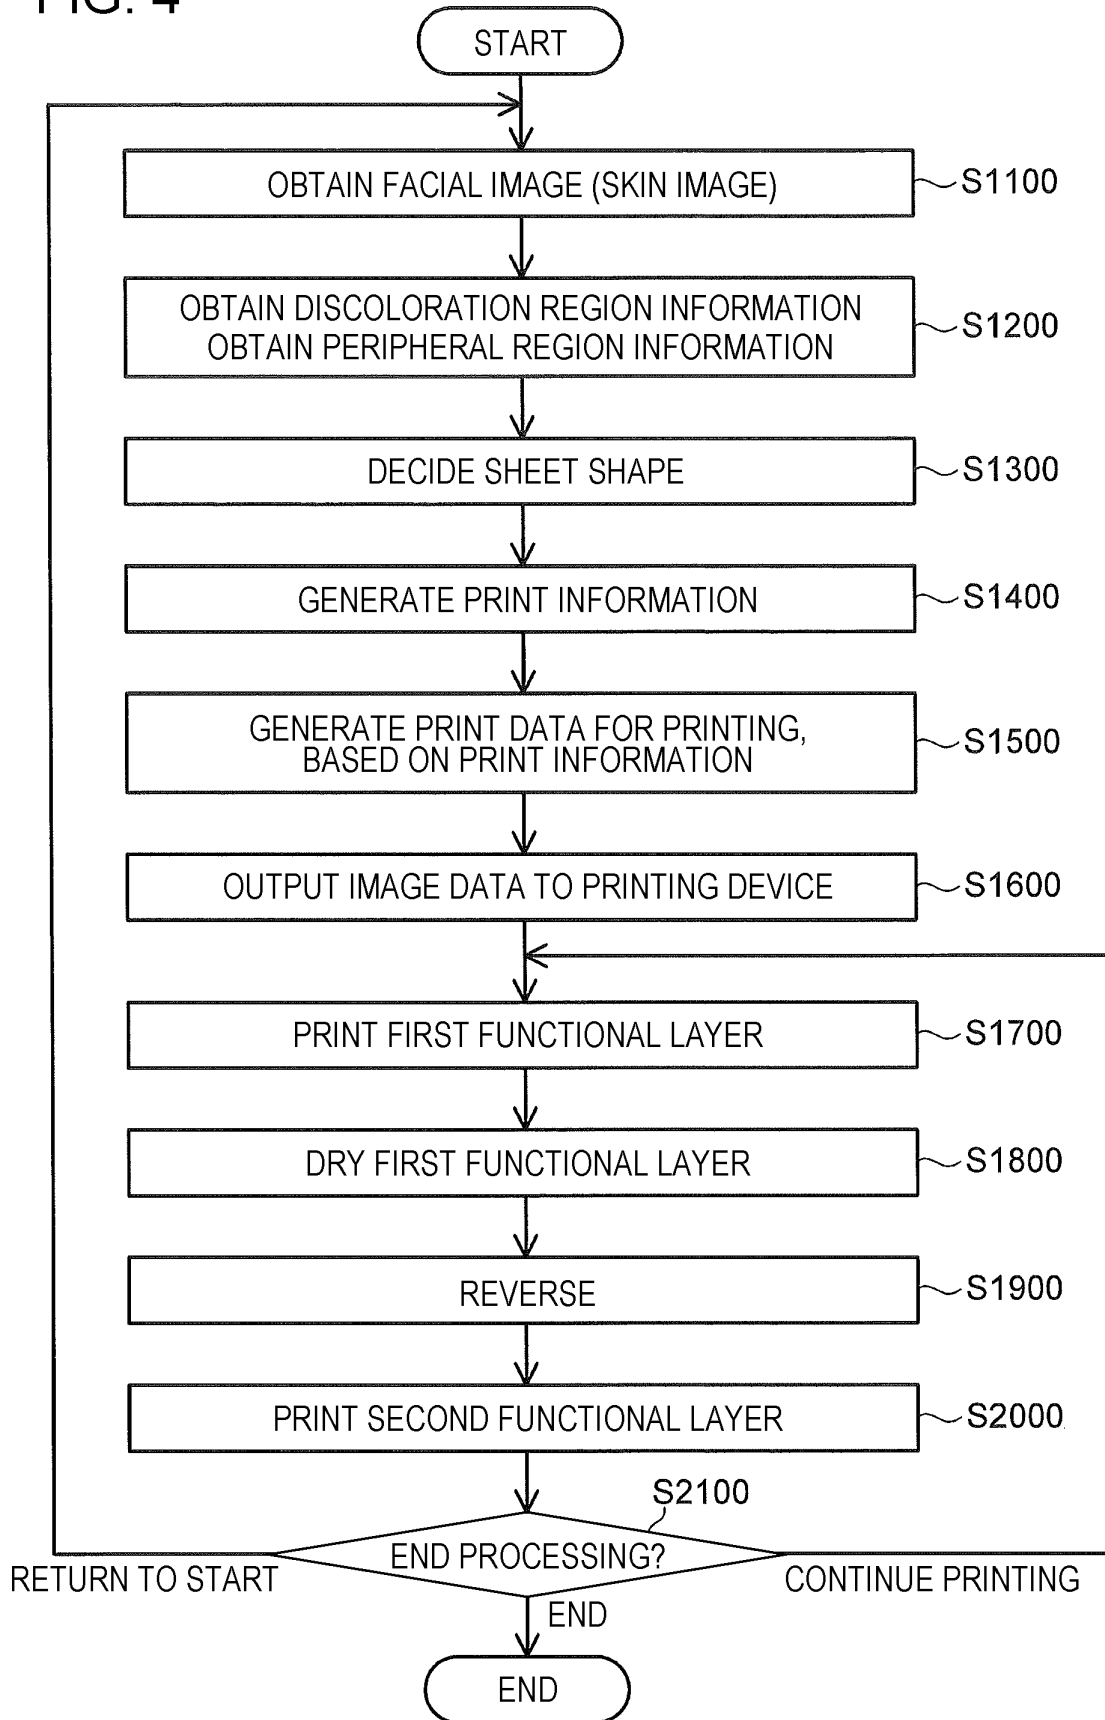 FIG. 4
START
OBTAIN FACIAL IMAGE (SKIN IMAGE)
S1100
OBTAIN DISCOLORATION REGION INFORMATION
OBTAIN PERIPHERAL REGION INFORMATION
S1200
DECIDE SHEET SHAPE
S1300
GENERATE PRINT INFORMATION
S1400
GENERATE PRINT DATA FOR PRINTING,
BASED ON PRINT INFORMATION
S1500
OUTPUT IMAGE DATA TO PRINTING DEVICE
S1600
PRINT FIRST FUNCTIONAL LAYER
S1700
DRY FIRST FUNCTIONAL LAYER
S1800
REVERSE
S1900
PRINT SECOND FUNCTIONAL LAYER
S2000
S2100
END PROCESSING?
RETURN TO START
CONTINUE PRINTING
END
END